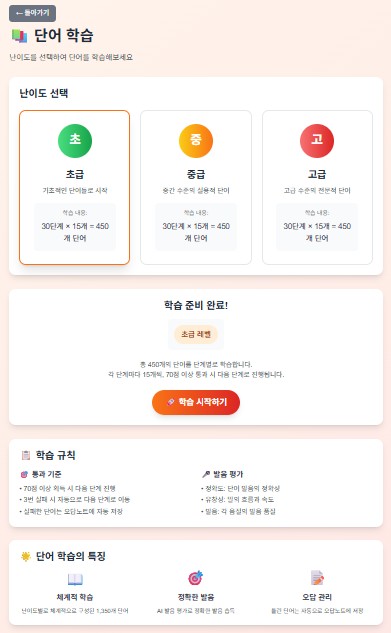 ← 돌아가기
단어 학습
난이도를 선택하여 단어를 학습해보세요
난이도 선택
초
초급
기초적인 단어들로 시작
학습 내용:
30단계 × 15개 = 450
개 단어
중
중급
중간 수준의 실용적 단어
학습 내용:
30단계 × 15개 = 450
개 단어
고
고급
고급 수준의 전문적 단어
학습 내용:
30단계 × 15개 = 450
개 단어
학습 준비 완료!
초급 레벨
총 450개의 단어를 단계별로 학습합니다.
각 단계마다 15개씩, 70점 이상 통과 시 다음 단계로 진행됩니다.
학습 시작하기
학습 규칙
통과 기준
• 70점 이상 획득 시 다음 단계 진행
• 3번 실패 시 자동으로 다음 단계로 이동
• 실패한 단어는 오답노트에 자동 저장
발음 평가
• 정확도: 단어 발음의 정확성
• 유창성: 말의 흐름과 속도
• 발음: 각 음절의 발음 품질
단어 학습의 특징
체계적 학습
난이도별로 체계적으로 구성된 1,350개 단어
정확한 발음
AI 발음 평가로 정확한 발음 습득
오답 관리
틀린 단어는 자동으로 오답노트에 저장